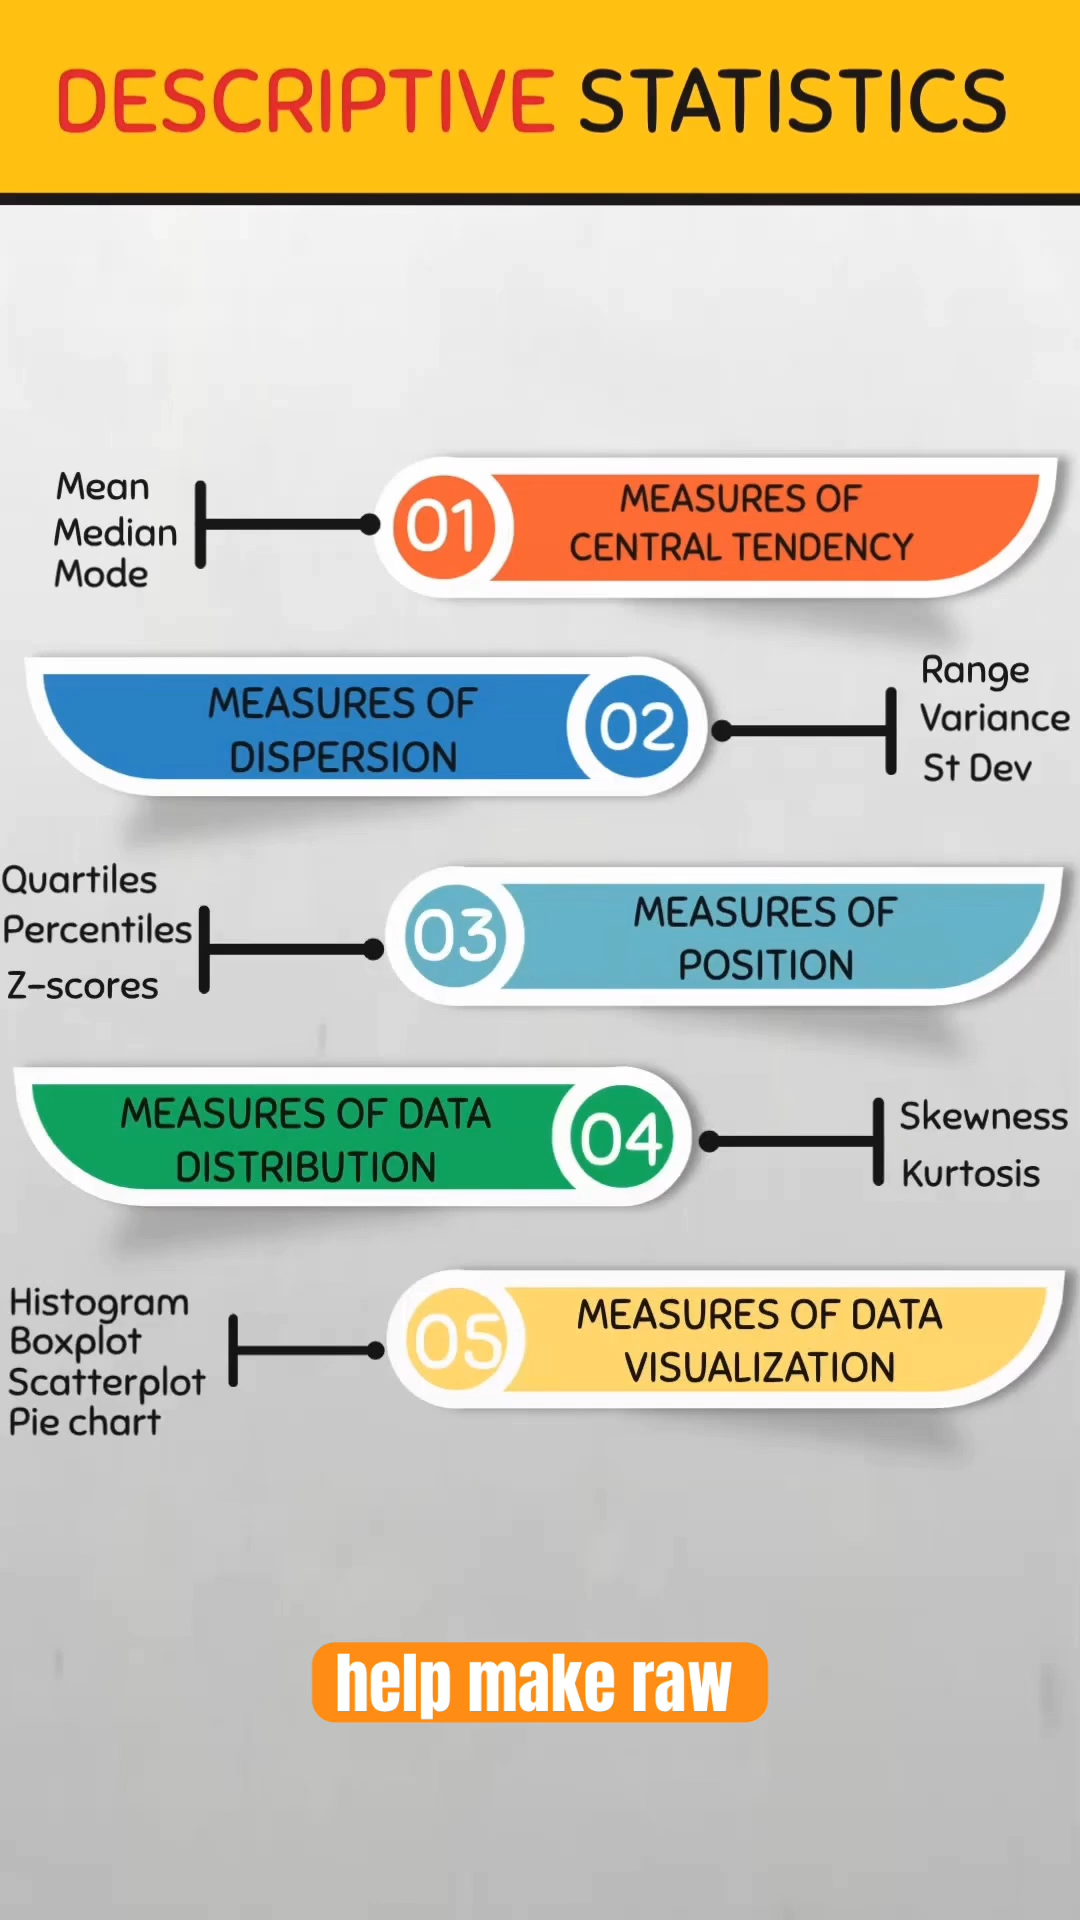 DESCRIPTIVE STATISTICS
Mean
Median
Mode
01
MEASURES OF
CENTRAL TENDENCY
MEASURES OF
DISPERSION
02
Range
Variance
St Dev
Quartiles
Percentiles
Z-scores
03
MEASURES OF
POSITION
MEASURES OF DATA
DISTRIBUTION
04
Skewness
Kurtosis
Histogram
Boxplot
Scatterplot
Pie chart
05
MEASURES OF DATA
VISUALIZATION
help make raw